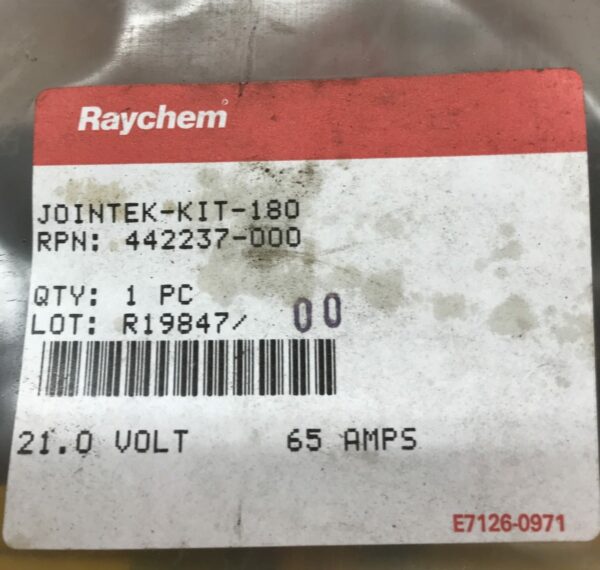 Raychem
JOINTEK-KIT-180
RPN: 442237-000
QTY: 1 PC
LOT: R19847/ 00
21.0 VOLT 65 AMPS
E7126-0971